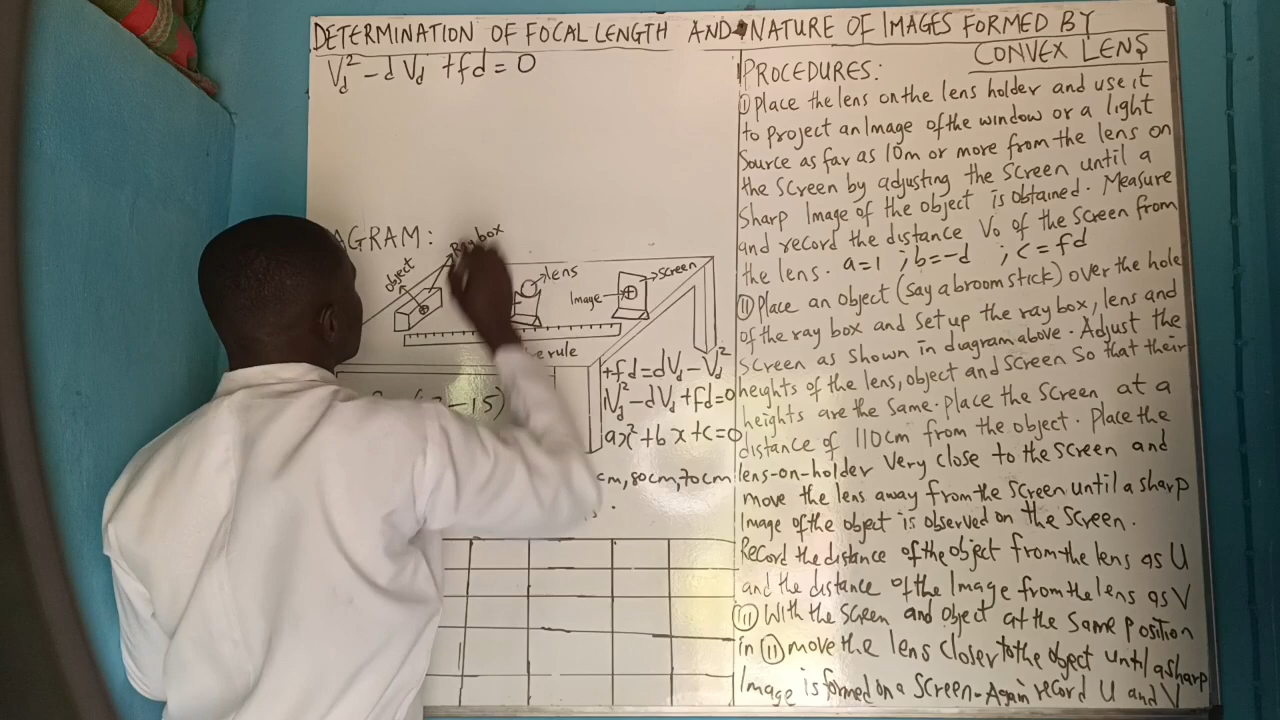 DETERMINATION OF FOCAL LENGTH AND NATURE OF IMAGES FORMED BY
CONVEX LENS
V_d² - dV_d + fd = 0
AGRAM:
Ray box
object
lens
Image
Screen
rule
+fd = dV_d - V_d²
V_d² - dV_d + fd = 0
ax² + bx + c = 0
- 15)
cm, 80cm, 70cm
PROCEDURES:
(I) Place the lens on the lens holder and use it
to project an Image of the window or a light
Source as far as 10m or more from the lens on
the screen by adjusting the screen until a
Sharp Image of the object is obtained. Measure
and record the distance V₀ of the screen from
the lens. a=1 ; b=-d ; c=fd
(II) Place an object (say a broom stick) over the hole
of the ray box and set up the ray box, lens and
screen as shown in diagram above. Adjust the
heights of the lens, object and screen So that their
heights are the same. Place the screen at a
distance of 110cm from the object. Place the
lens-on-holder very close to the screen and
move the lens away from the screen until a sharp
Image of the object is observed on the screen.
Record the distance of the object from the lens as U
and the distance of the Image from the lens as V
(III) With the screen and object at the same position
in (II) move the lens closer to the object until a sharp
Image is formed on a screen. Again record U and V